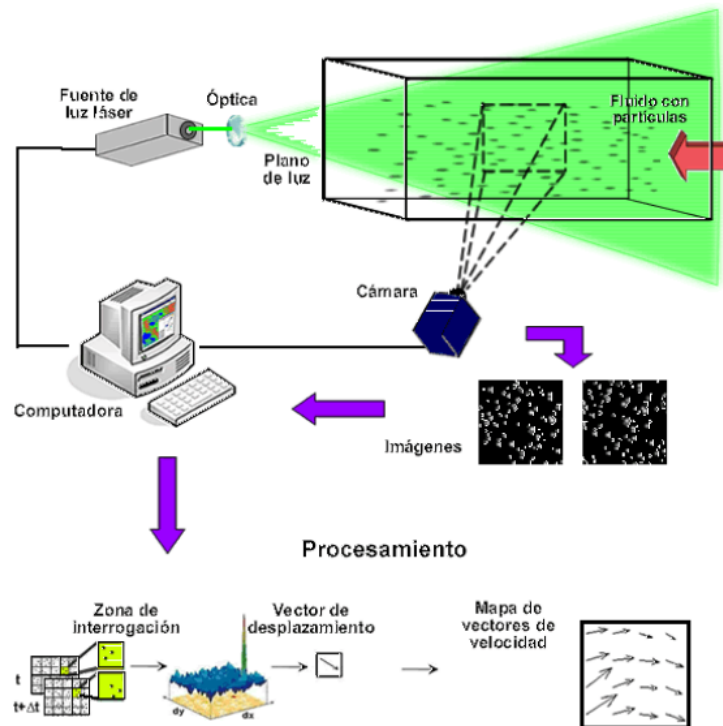 Fuente de
luz láser
Óptica
Fluido con
partículas
Plano
de luz
Cámara
Computadora
Imágenes
Procesamiento
Zona de
interrogación
Vector de
desplazamiento
Mapa de
vectores de
velocidad
t
t+Δt
dy
dx